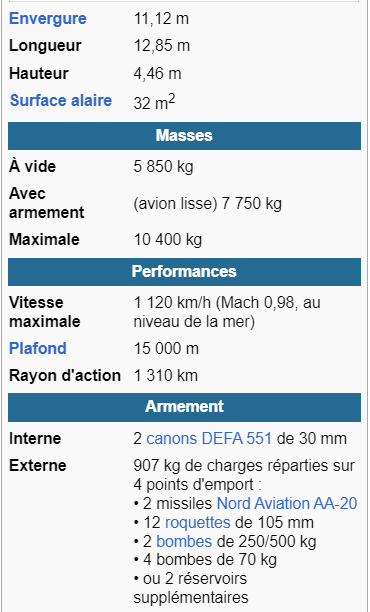 Envergure 11,12 m
Longueur 12,85 m
Hauteur 4,46 m
Surface alaire 32 m²
Masses
À vide 5 850 kg
Avec
armement (avion lisse) 7 750 kg
Maximale 10 400 kg
Performances
Vitesse 1 120 km/h (Mach 0,98, au
maximale niveau de la mer)
Plafond 15 000 m
Rayon d'action 1 310 km
Armement
Interne 2 canons DEFA 551 de 30 mm
Externe 907 kg de charges réparties sur
4 points d'emport :
• 2 missiles Nord Aviation AA-20
• 12 roquettes de 105 mm
• 2 bombes de 250/500 kg
• 4 bombes de 70 kg
• ou 2 réservoirs
supplémentaires